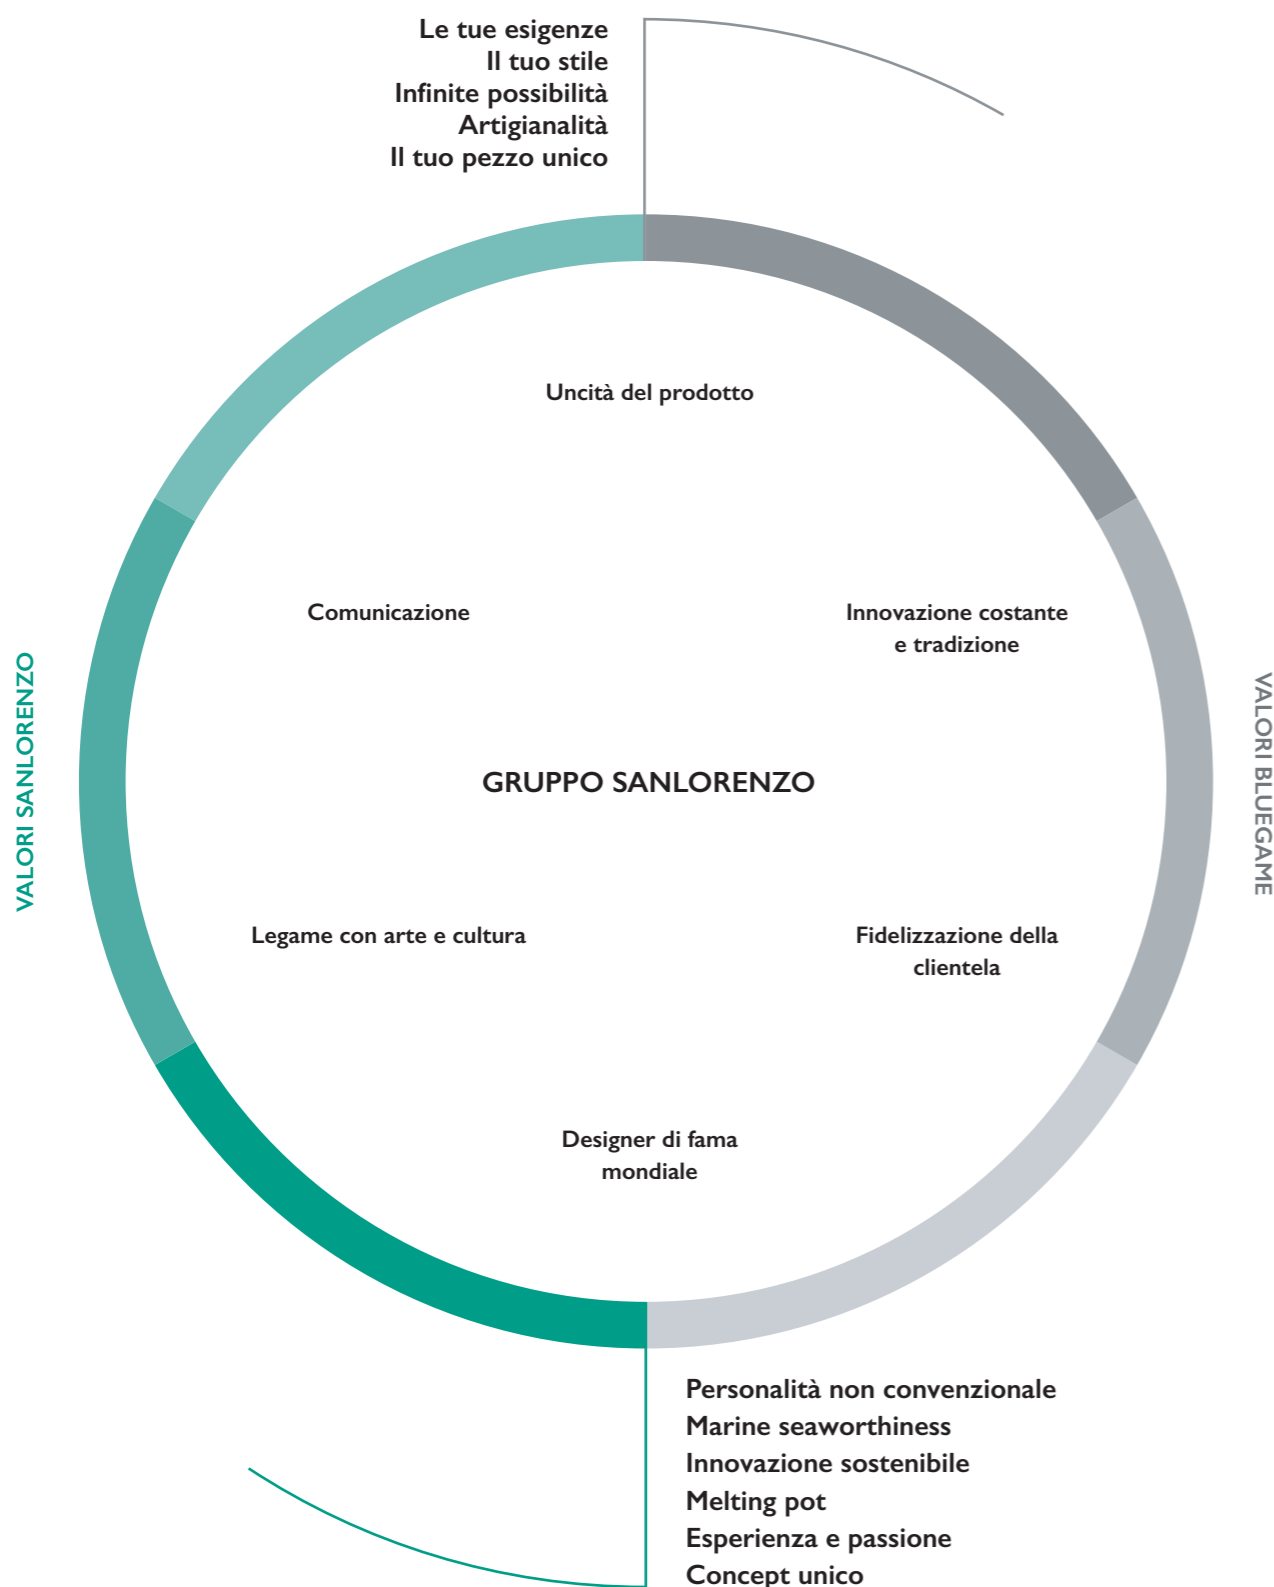 Le tue esigenze
Il tuo stile
Infinite possibilità
Artigianalità
Il tuo pezzo unico
Uncità del prodotto
Comunicazione
Innovazione costante
e tradizione
VALORI SANLORENZO
GRUPPO SANLORENZO
VALORI BLUEGAME
Legame con arte e cultura
Fidelizzazione della
clientela
Designer di fama
mondiale
Personalità non convenzionale
Marine seaworthiness
Innovazione sostenibile
Melting pot
Esperienza e passione
Concept unico